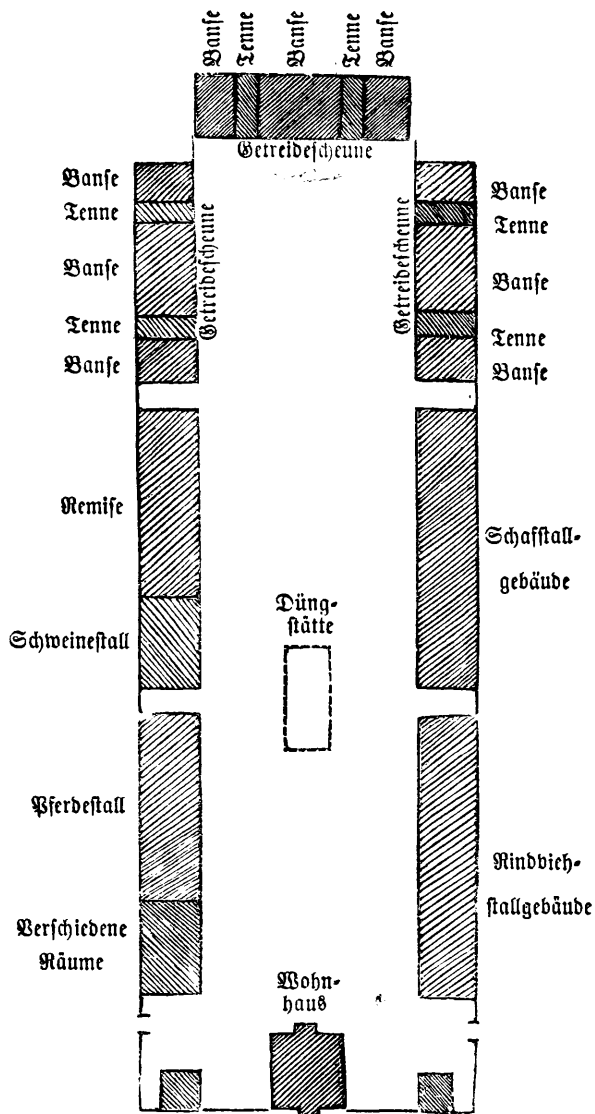 Banse
Tenne
Banse
Tenne
Banse
Getreidescheune
Banse
Tenne
Banse
Tenne
Banse
Getreidescheune
Getreidescheune
Banse
Tenne
Banse
Tenne
Banse
Remise
Schafstall-
gebäude
Düng-
stätte
Schweinestall
Pferdestall
Rindvieh-
stallgebäude
Verschiedene
Räume
Wohn-
haus